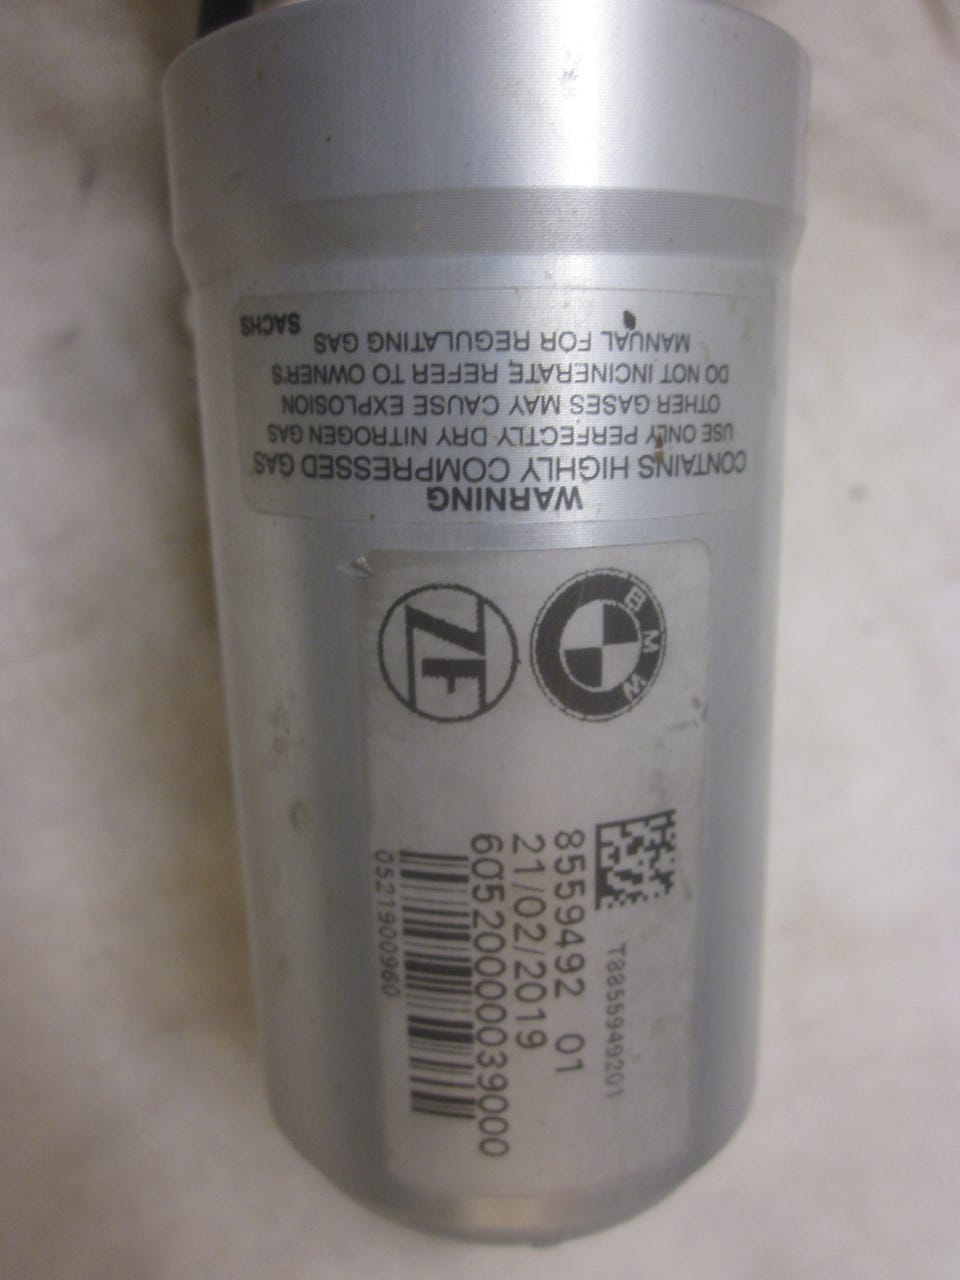 WARNING
CONTAINS HIGHLY COMPRESSED GAS
USE ONLY PERFECTLY DRY NITROGEN GAS
OTHER GASES MAY CAUSE EXPLOSION
DO NOT INCINERATE, REFER TO OWNER'S
MANUAL FOR REGULATING GAS
SACHS
BMW
ZF
T8855949201
8559492 01
21/02/2019
6052000039000
0521900960